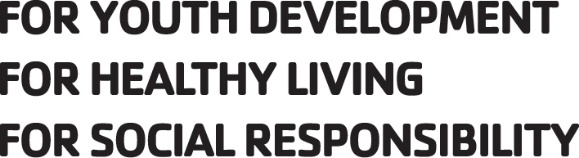 FOR YOUTH DEVELOPMENT
FOR HEALTHY LIVING
FOR SOCIAL RESPONSIBILITY